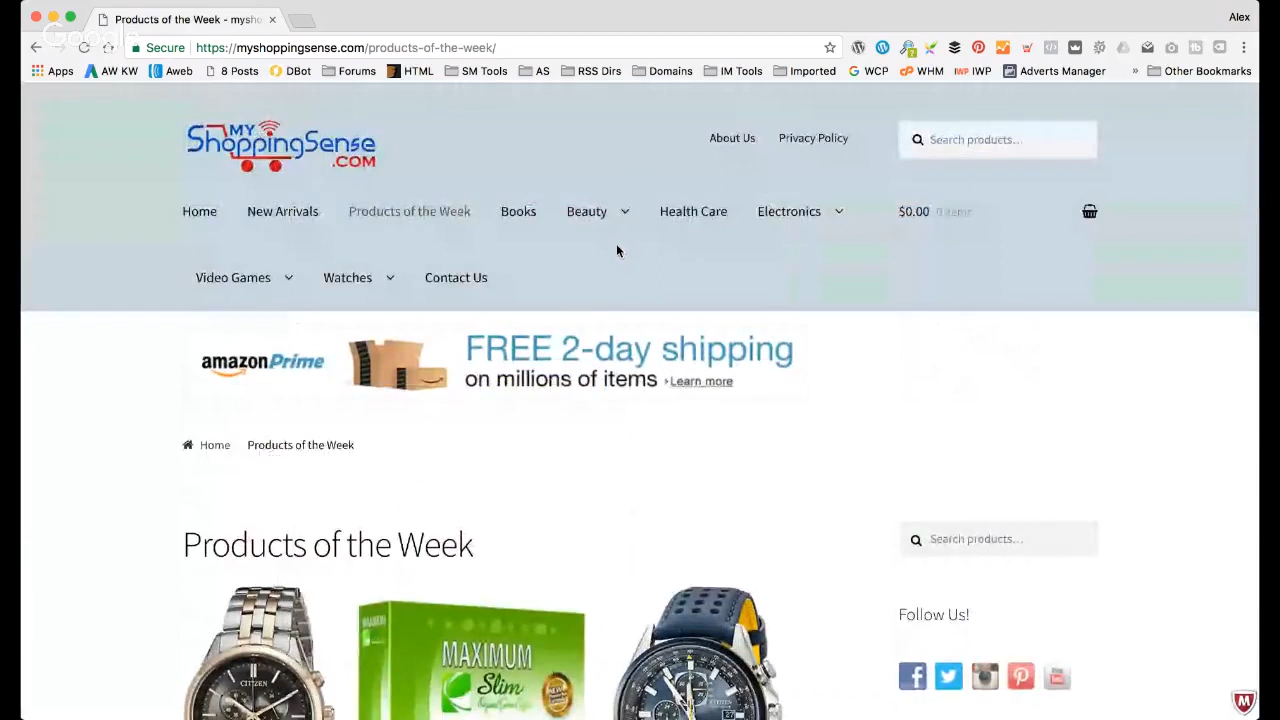 Products of the Week - mysho
Alex
Google
Secure https://myshoppingsense.com/products-of-the-week/
Apps AW KW Aweb 8 Posts DBot Forums HTML SM Tools AS RSS Dirs Domains IM Tools Imported WCP WHM IWP Adverts Manager » Other Bookmarks
MY
ShoppingSense
.COM
About Us Privacy Policy Search products...
Home New Arrivals Products of the Week Books Beauty Health Care Electronics $0.00 0 items
Video Games Watches Contact Us
amazonPrime FREE 2-day shipping
on millions of items Learn more
Home Products of the Week
Products of the Week
Search products...
Follow Us!
MAXIMUM
Slim
CITIZEN